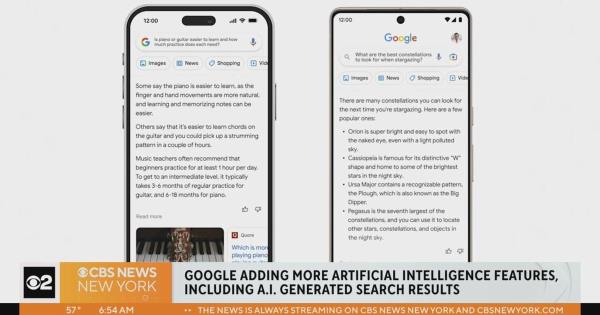 12:00
Is piano or guitar easier to learn and how
much practice does each need?
Images
News
Shopping
Vide
Some say the piano is easier to learn, as the
finger and hand movements are more natural,
and learning and memorizing notes can be
easier.
Others say that it's easier to learn chords on
the guitar and you could pick up a strumming
pattern in a couple of hours.
Music teachers often recommend that
beginners practice for at least 1 hour per day.
To get to an intermediate level, it typically
takes 3-6 months of regular practice for
guitar, and 6-18 months for piano.
Read more
Quora
Which is more
playing piano
12:00
Google
What are the best constellations
to look for when stargazing?
Images
News
Shopping
Vide
There are many constellations you can look for
the next time you're stargazing. Here are a few
popular ones:
• Orion is super bright and easy to spot with
the naked eye, even with a light polluted
sky.
• Cassiopeia is famous for its distinctive "W"
shape and home to some of the brightest
stars in the night sky.
• Ursa Major contains a recognizable pattern,
the Plough, which is also known as the Big
Dipper.
• Pegasus is the seventh largest of the
constellations, and you can use it to locate
other stars, constellations, and objects in
the night sky.
2
CBS NEWS
NEW YORK
GOOGLE ADDING MORE ARTIFICIAL INTELLIGENCE FEATURES,
INCLUDING A.I. GENERATED SEARCH RESULTS
57° 6:54 AM
•• THE NEWS IS ALWAYS STREAMING ON CBS NEWS NEW YORK AND CBSNEWYORK.COM